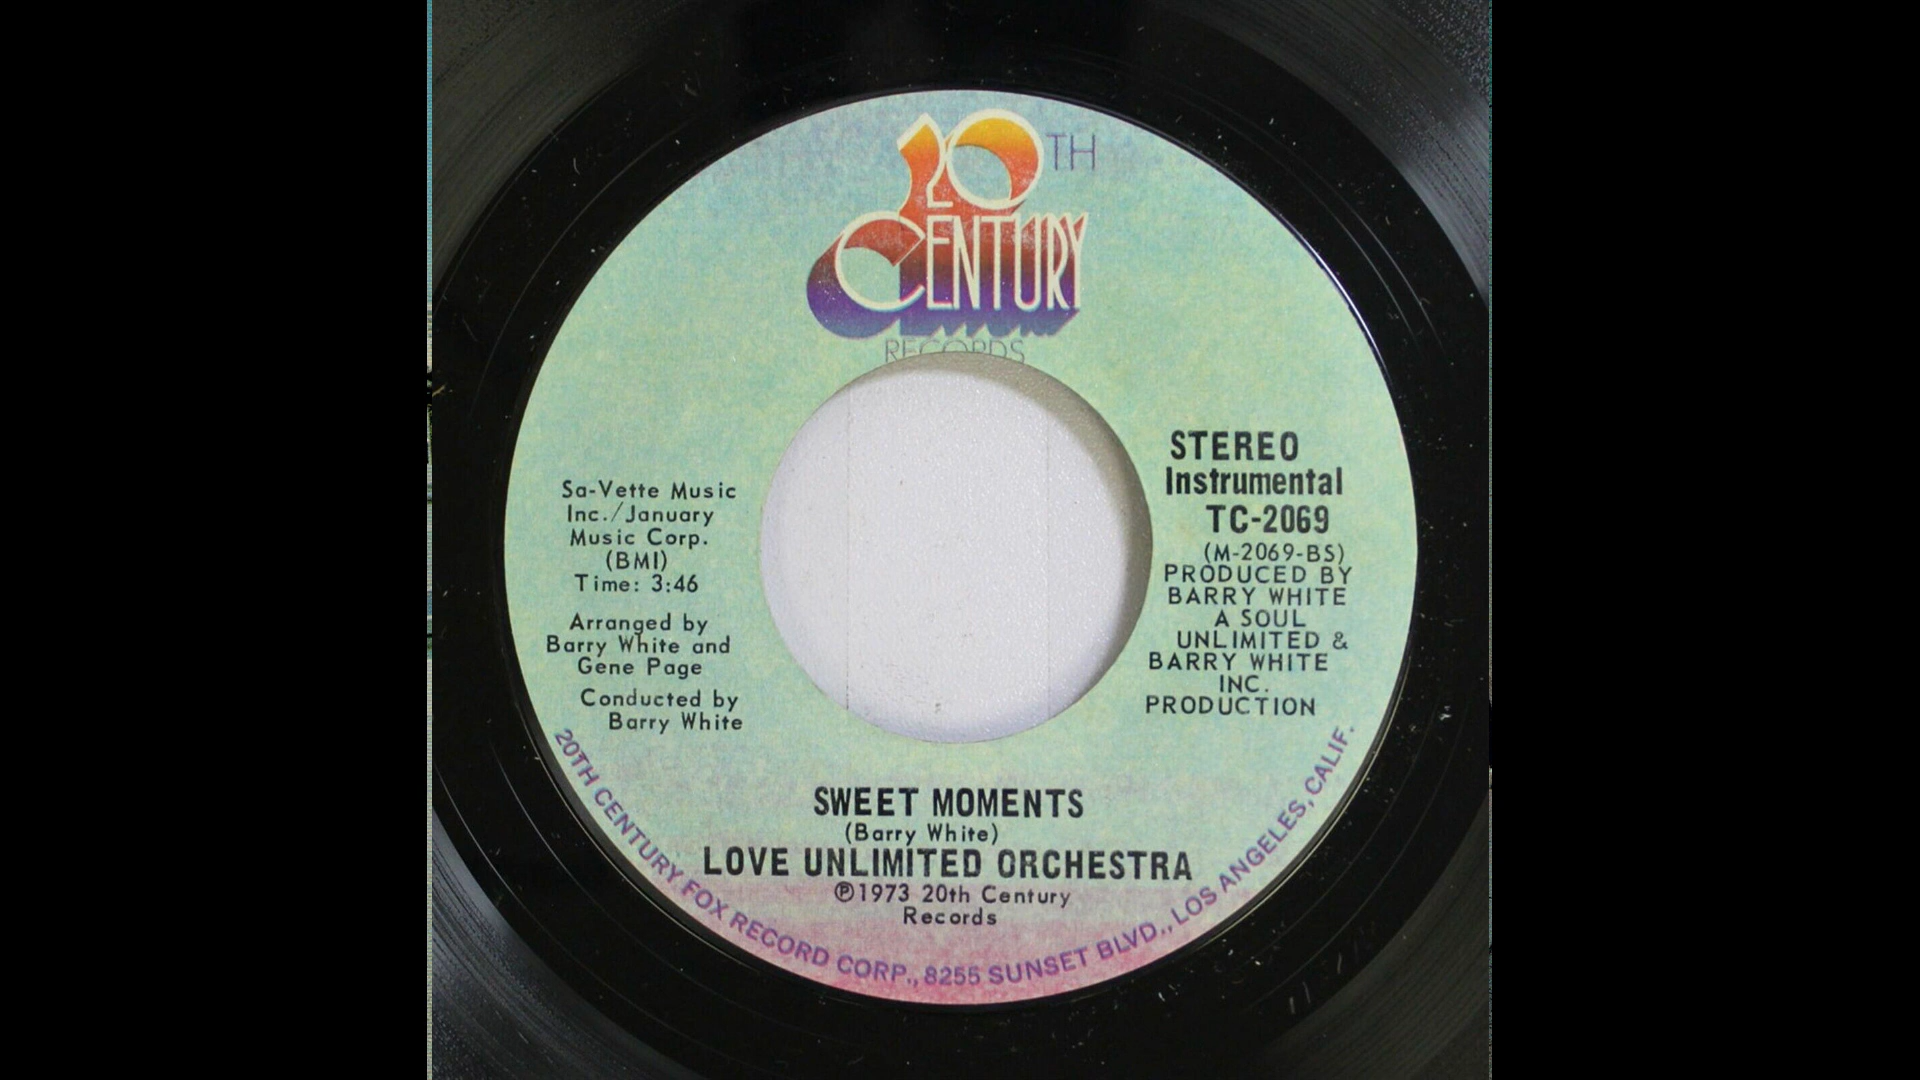 20TH
CENTURY
RECORDS
STEREO
Instrumental
TC-2069
(M-2069-BS)
PRODUCED BY
BARRY WHITE
A SOUL
UNLIMITED &
BARRY WHITE
INC.
PRODUCTION
Sa-Vette Music
Inc./January
Music Corp.
(BMI)
Time: 3:46
Arranged by
Barry White and
Gene Page
Conducted by
Barry White
SWEET MOMENTS
(Barry White)
LOVE UNLIMITED ORCHESTRA
℗1973 20th Century
Records
20TH CENTURY FOX RECORD CORP., 8255 SUNSET BLVD., LOS ANGELES, CALIF.